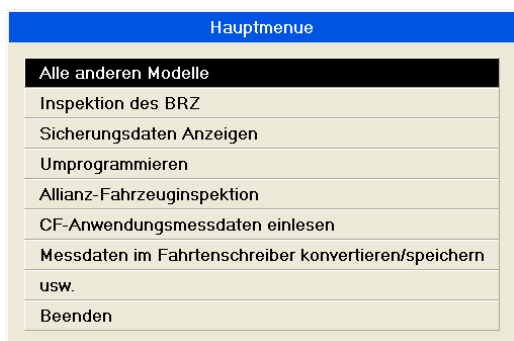 Hauptmenue
Alle anderen Modelle
Inspektion des BRZ
Sicherungsdaten Anzeigen
Umprogrammieren
Allianz-Fahrzeuginspektion
CF-Anwendungsmessdaten einlesen
Messdaten im Fahrtenschreiber konvertieren/speichern
usw.
Beenden